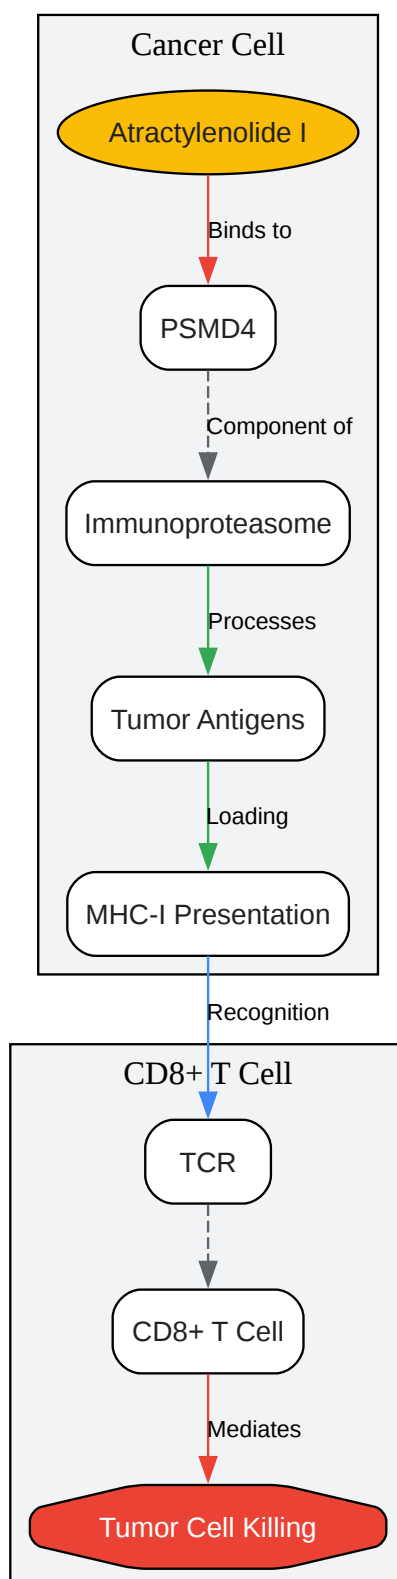 Cancer Cell
Atractylenolide I
Binds to
PSMD4
Component of
Immunoproteasome
Processes
Tumor Antigens
Loading
MHC-I Presentation
Recognition
CD8+ T Cell
TCR
CD8+ T Cell
Mediates
Tumor Cell Killing